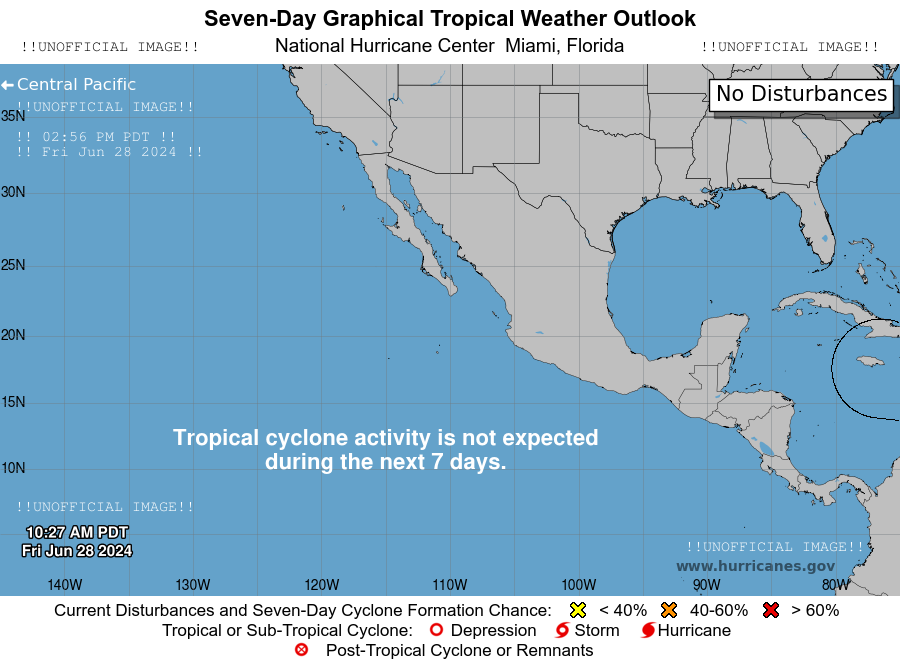 Seven-Day Graphical Tropical Weather Outlook
!!UNOFFICIAL IMAGE!! National Hurricane Center Miami, Florida !!UNOFFICIAL IMAGE!!
Central Pacific
No Disturbances
!!UNOFFICIAL IMAGE!!
35N
!! 02:56 PM PDT !!
!! Fri Jun 28 2024 !!
30N
25N
20N
15N
Tropical cyclone activity is not expected
during the next 7 days.
10N
!!UNOFFICIAL IMAGE!!
10:27 AM PDT
Fri Jun 28 2024
!!UNOFFICIAL IMAGE!!
www.hurricanes.gov
140W 130W 120W 110W 100W 90W 80W
Current Disturbances and Seven-Day Cyclone Formation Chance: < 40% 40-60% > 60%
Tropical or Sub-Tropical Cyclone: Depression Storm Hurricane
Post-Tropical Cyclone or Remnants